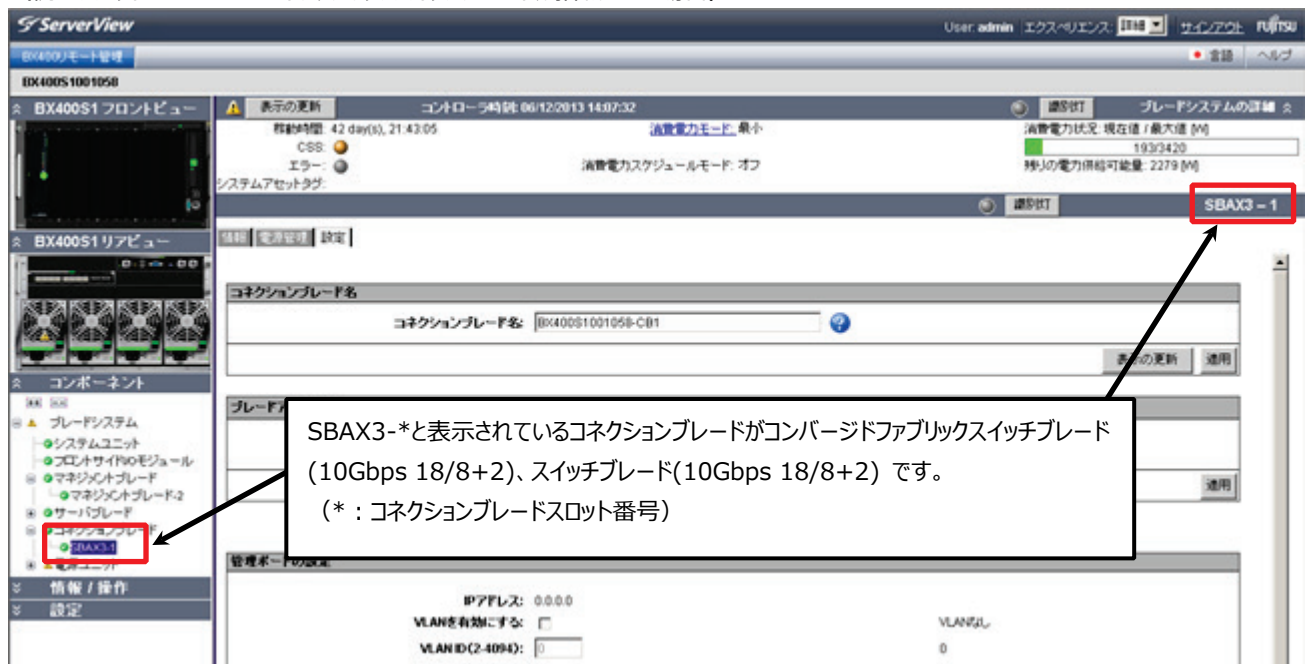 ServerView
User: admin エクスペリエンス: 詳細 サインアウト FUJITSU
BX400リモート管理
言語 ヘルプ
BX400S1001058
BX400S1 フロントビュー
表示の更新 コントローラ時刻: 06/12/2013 14:07:32 識別灯 ブレードシステムの詳細
稼動時間: 42 day(s), 21:43:05 消費電力モード: 最小 消費電力状況: 現在値 / 最大値 [W]
CSS: 193/3420
エラー: 消費電力スケジュールモード: オフ 残りの電力供給可能量: 2279 [W]
システムアセットタグ:
識別灯 SBAX3 – 1
BX400S1 リアビュー
情報 電源管理 設定
コネクションブレード名
コネクションブレード名: BX400S1001058-CB1
表示の更新 適用
コンポーネント
ブレードシステム
システムユニット
フロントサイドのモジュール
マネジメントブレード
マネジメントブレード-2
サーバブレード
コネクションブレード
SBAX3-1
電源ユニット
情報 / 操作
設定
SBAX3-*と表示されているコネクションブレードがコンバージドファブリックスイッチブレード
(10Gbps 18/8+2)、スイッチブレード(10Gbps 18/8+2) です。
(*：コネクションブレードスロット番号)
適用
管理ボードの設定
IPアドレス: 0.0.0.0
VLANを有効にする: VLANなし
VLAN ID(2-4094): 0 0